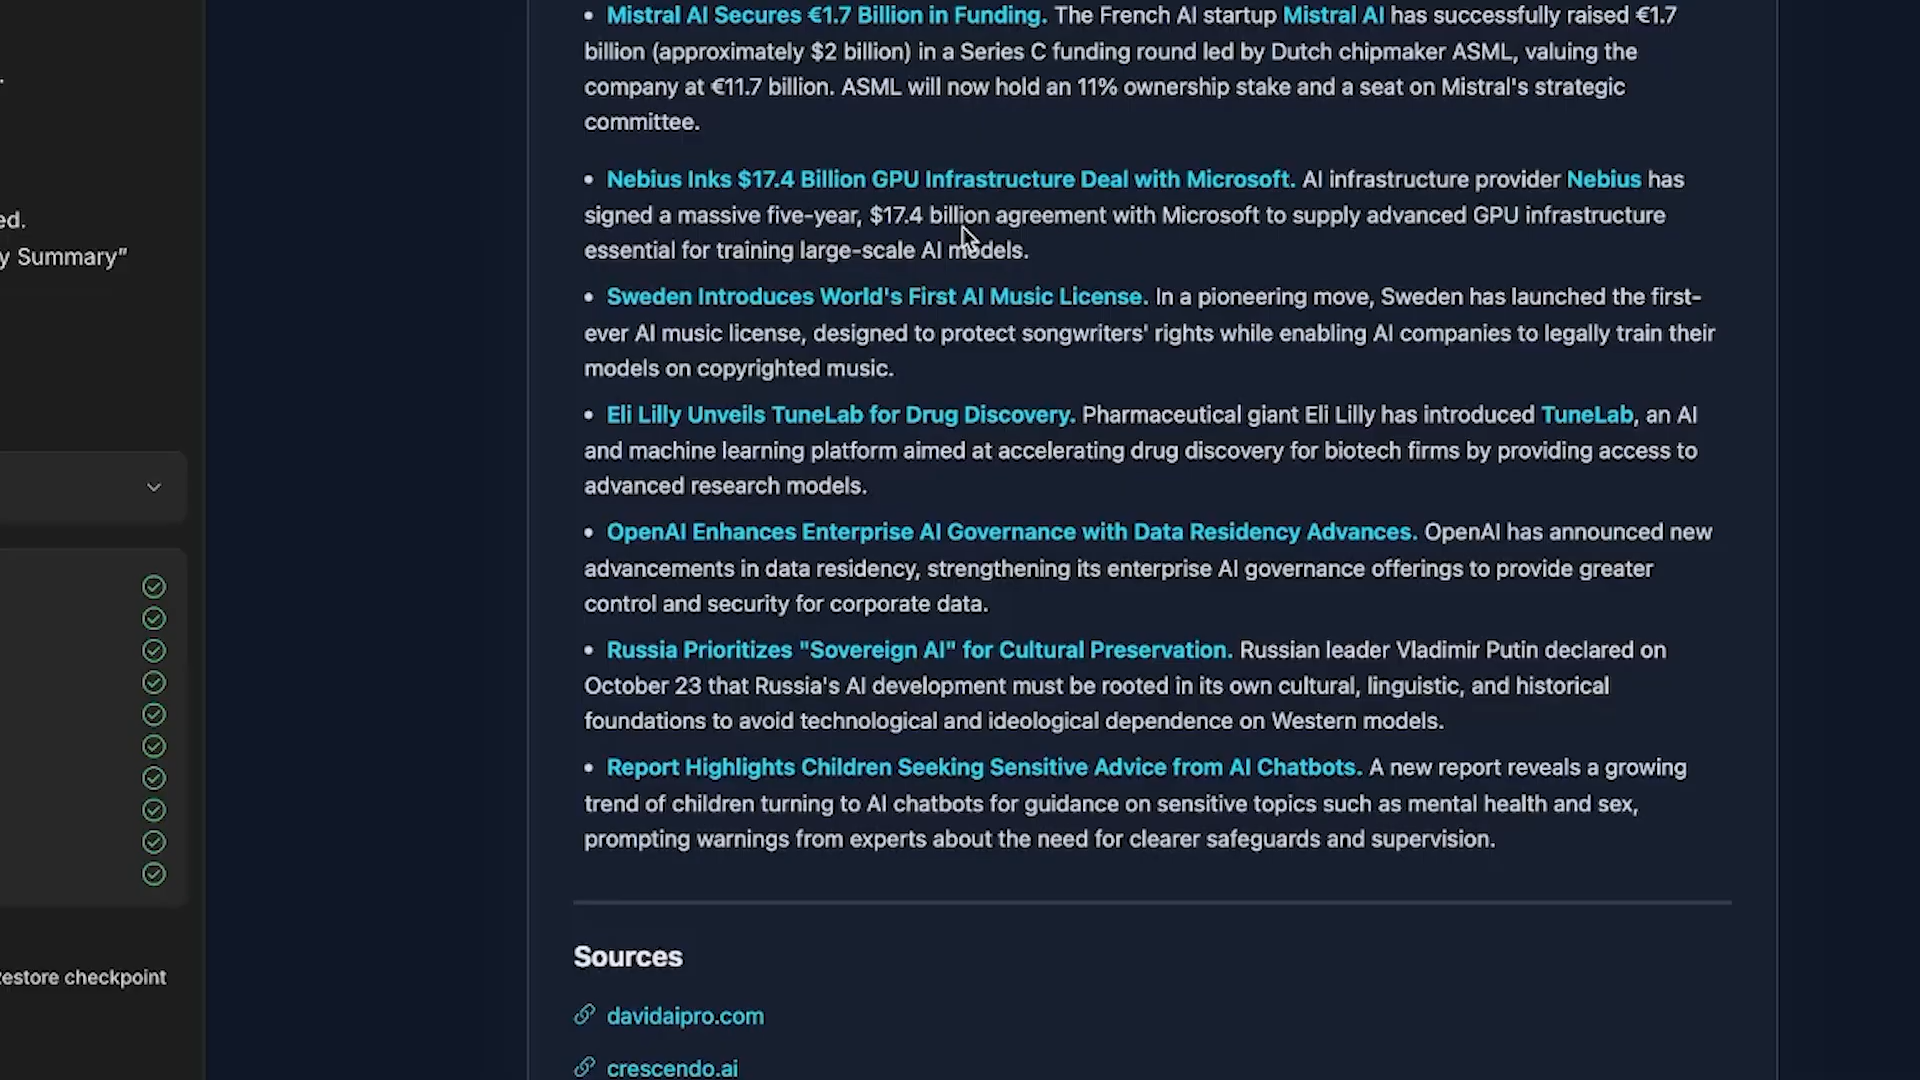 .
ed.
y Summary”
estore checkpoint
• Mistral AI Secures €1.7 Billion in Funding. The French AI startup Mistral AI has successfully raised €1.7
billion (approximately $2 billion) in a Series C funding round led by Dutch chipmaker ASML, valuing the
company at €11.7 billion. ASML will now hold an 11% ownership stake and a seat on Mistral's strategic
committee.
• Nebius Inks $17.4 Billion GPU Infrastructure Deal with Microsoft. AI infrastructure provider Nebius has
signed a massive five-year, $17.4 billion agreement with Microsoft to supply advanced GPU infrastructure
essential for training large-scale AI models.
• Sweden Introduces World's First AI Music License. In a pioneering move, Sweden has launched the first-
ever AI music license, designed to protect songwriters' rights while enabling AI companies to legally train their
models on copyrighted music.
• Eli Lilly Unveils TuneLab for Drug Discovery. Pharmaceutical giant Eli Lilly has introduced TuneLab, an AI
and machine learning platform aimed at accelerating drug discovery for biotech firms by providing access to
advanced research models.
• OpenAI Enhances Enterprise AI Governance with Data Residency Advances. OpenAI has announced new
advancements in data residency, strengthening its enterprise AI governance offerings to provide greater
control and security for corporate data.
• Russia Prioritizes "Sovereign AI" for Cultural Preservation. Russian leader Vladimir Putin declared on
October 23 that Russia's AI development must be rooted in its own cultural, linguistic, and historical
foundations to avoid technological and ideological dependence on Western models.
• Report Highlights Children Seeking Sensitive Advice from AI Chatbots. A new report reveals a growing
trend of children turning to AI chatbots for guidance on sensitive topics such as mental health and sex,
prompting warnings from experts about the need for clearer safeguards and supervision.
Sources
davidaipro.com
crescendo.ai